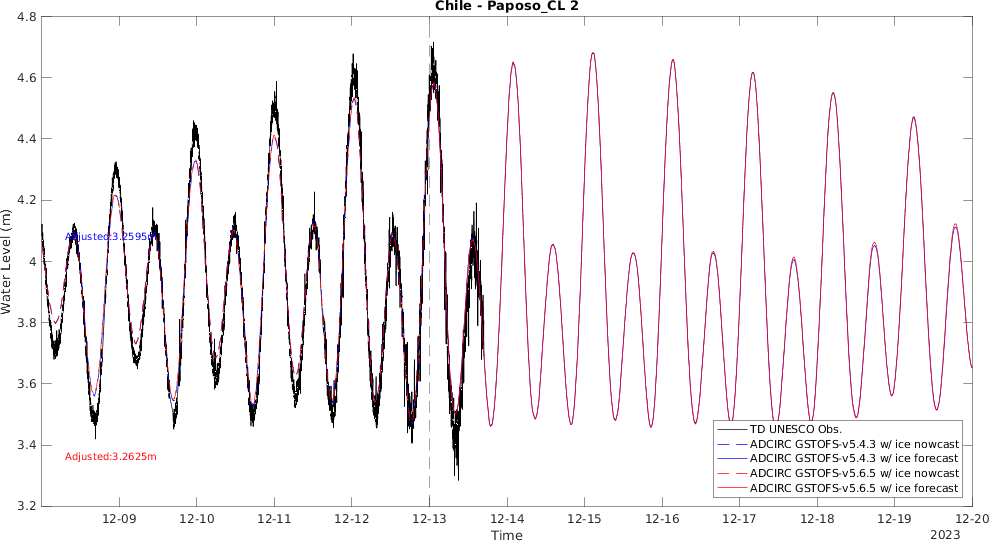 Chile - Paposo_CL 2
4.8
4.6
4.4
4.2
4
3.8
3.6
3.4
3.2
Water Level (m)
Adjusted:3.2595m
Adjusted:3.2625m
TD UNESCO Obs.
ADCIRC GSTOFS-v5.4.3 w/ ice nowcast
ADCIRC GSTOFS-v5.4.3 w/ ice forecast
ADCIRC GSTOFS-v5.6.5 w/ ice nowcast
ADCIRC GSTOFS-v5.6.5 w/ ice forecast
12-09 12-10 12-11 12-12 12-13 12-14 12-15 12-16 12-17 12-18 12-19 12-20
Time
2023